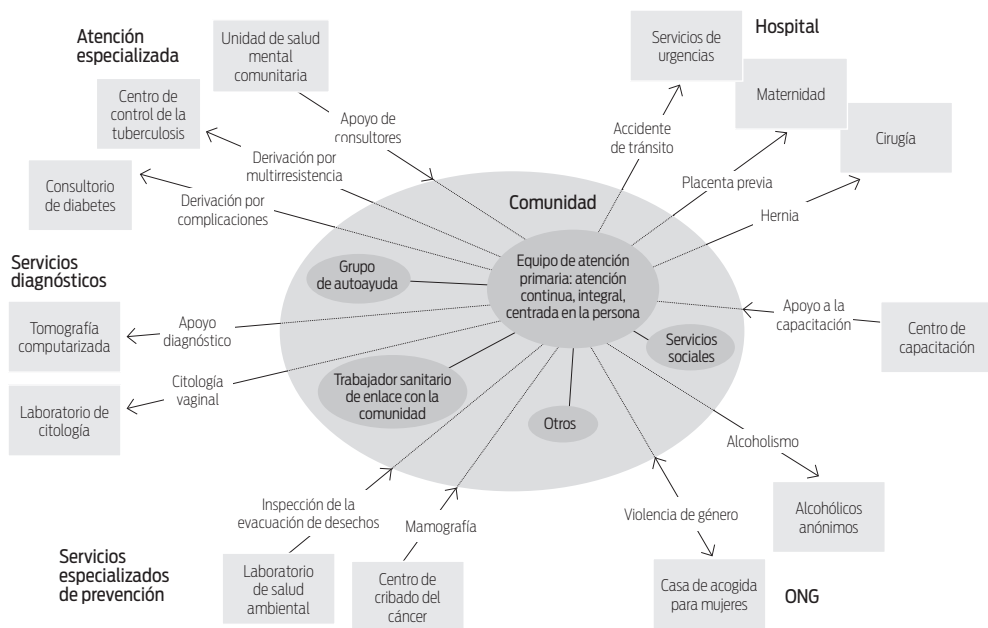 Atención
especializada
Unidad de salud
mental
comunitaria
Centro de
control de la
tuberculosis
Consultorio
de diabetes
Apoyo de
consultores
Derivación por
multirresistencia
Derivación por
complicaciones
Hospital
Servicios de
urgencias
Maternidad
Cirugía
Accidente
de tránsito
Placenta previa
Hernia
Comunidad
Equipo de atención
primaria: atención
continua, integral,
centrada en la persona
Grupo
de autoayuda
Trabajador sanitario
de enlace con la
comunidad
Otros
Servicios
sociales
Servicios
diagnósticos
Tomografía
computarizada
Apoyo
diagnóstico
Laboratorio de
citología
Citología
vaginal
Apoyo a la
capacitación
Centro de
capacitación
Alcoholismo
Alcohólicos
anónimos
Violencia de género
Casa de acogida
para mujeres
ONG
Inspección de la
evacuación de desechos
Mamografía
Servicios
especializados
de prevención
Laboratorio
de salud
ambiental
Centro de
cribado del
cáncer